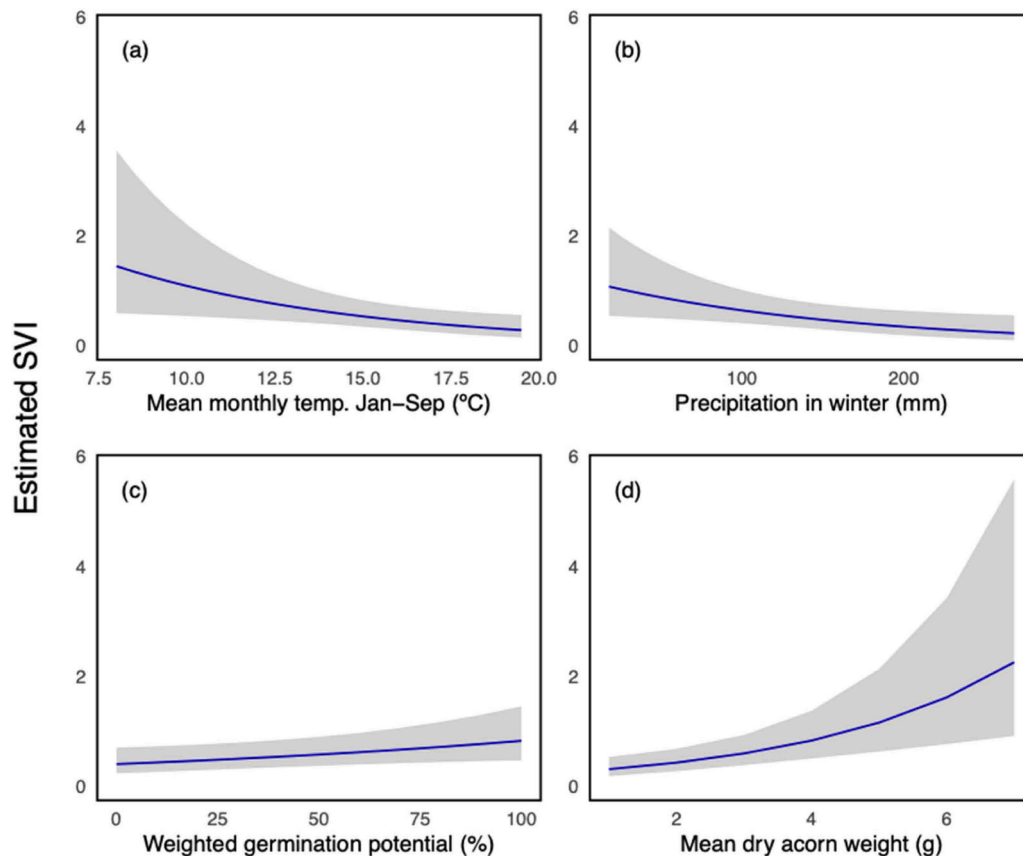 6
(a)
4
2
0
7.5 10.0 12.5 15.0 17.5 20.0
Mean monthly temp. Jan–Sep (ºC)
6
(b)
4
2
0
100 200
Precipitation in winter (mm)
Estimated SVI
6
(c)
4
2
0
0 25 50 75 100
Weighted germination potential (%)
6
(d)
4
2
0
2 4 6
Mean dry acorn weight (g)